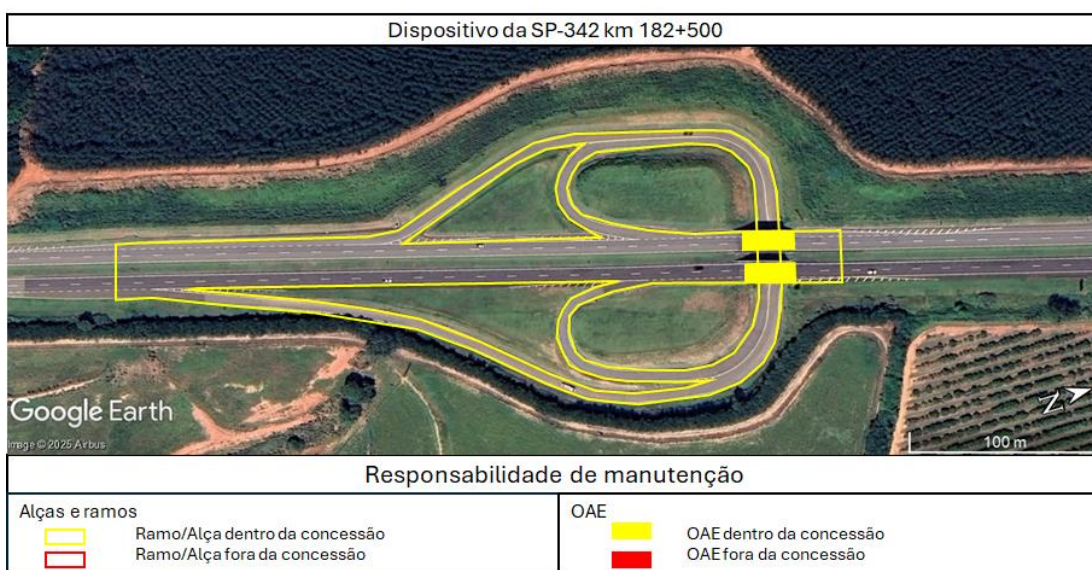 Dispositivo da SP-342 km 182+500
Google Earth
Image © 2025 Airbus
Z
100 m
Responsabilidade de manutenção
Alças e ramos
Ramo/Alça dentro da concessão
Ramo/Alça fora da concessão
OAE
OAE dentro da concessão
OAE fora da concessão